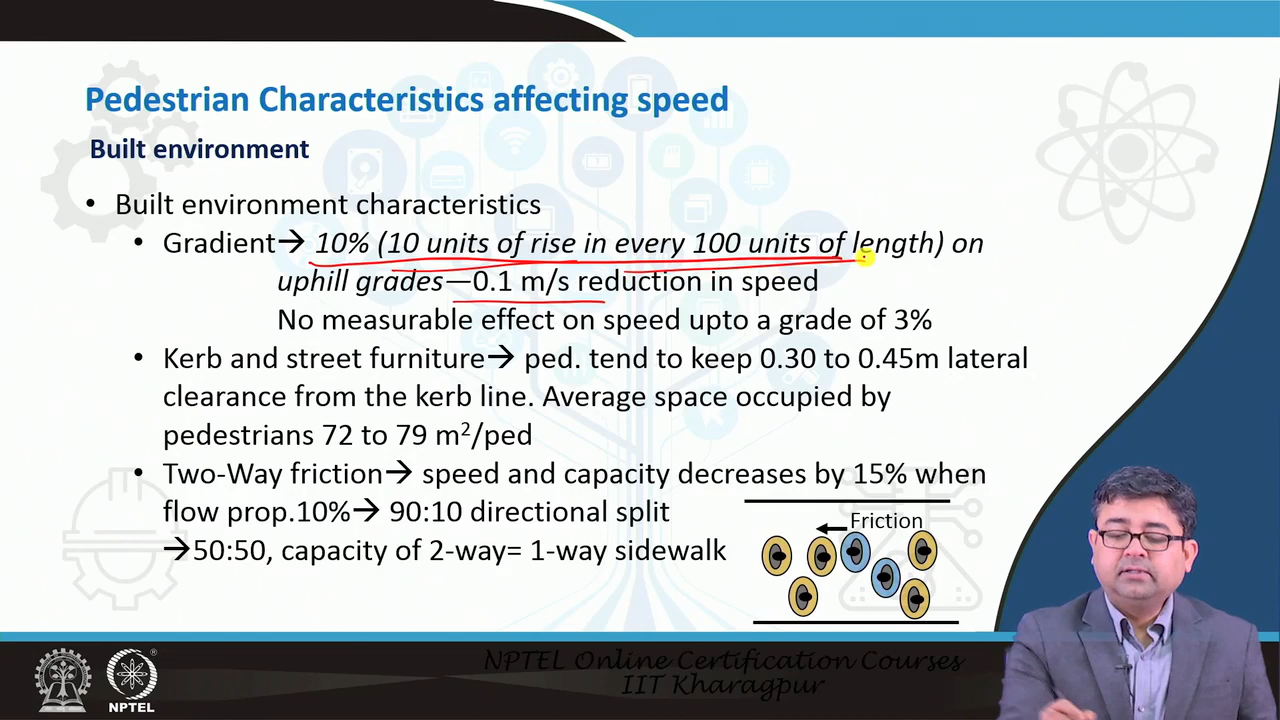 Pedestrian Characteristics affecting speed
Built environment
• Built environment characteristics
• Gradient→ 10% (10 units of rise in every 100 units of length) on
uphill grades—0.1 m/s reduction in speed
No measurable effect on speed upto a grade of 3%
• Kerb and street furniture→ ped. tend to keep 0.30 to 0.45m lateral
clearance from the kerb line. Average space occupied by
pedestrians 72 to 79 m²/ped
• Two-Way friction→ speed and capacity decreases by 15% when
flow prop.10%→ 90:10 directional split
→50:50, capacity of 2-way= 1-way sidewalk
Friction
NPTEL Online Certification Courses
IIT Kharagpur
NPTEL